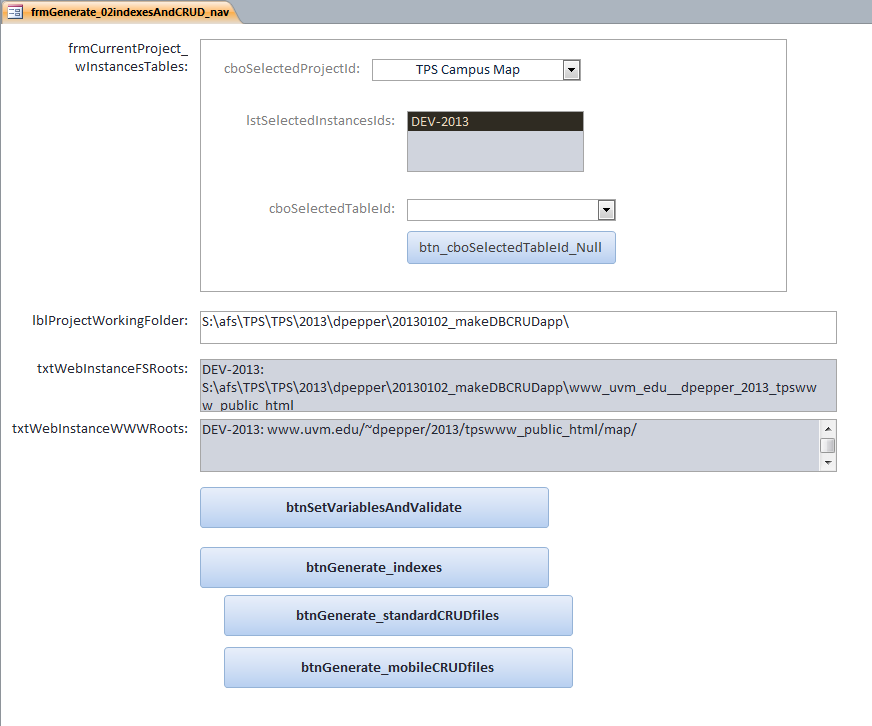 frmGenerate_02indexesAndCRUD_nav
frmCurrentProject_
wInstancesTables:
cboSelectedProjectId:
TPS Campus Map
lstSelectedInstancesIds:
DEV-2013
cboSelectedTableId:
btn_cboSelectedTableId_Null
lblProjectWorkingFolder:
S:\afs\TPS\TPS\2013\dpepper\20130102_makeDBCRUDapp\
txtWebInstanceFSRoots:
DEV-2013:
S:\afs\TPS\TPS\2013\dpepper\20130102_makeDBCRUDapp\www_uvm_edu__dpepper_2013_tpsww
w_public_html
txtWebInstanceWWWRoots:
DEV-2013: www.uvm.edu/~dpepper/2013/tpswww_public_html/map/
btnSetVariablesAndValidate
btnGenerate_indexes
btnGenerate_standardCRUDfiles
btnGenerate_mobileCRUDfiles